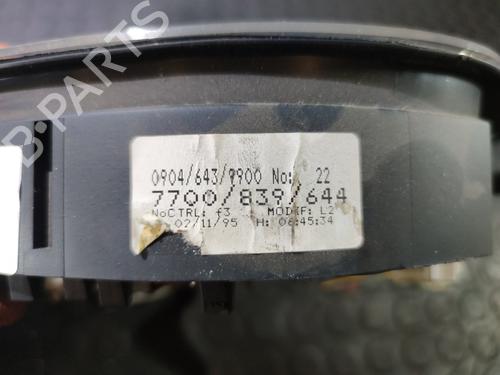 0904/643/9900 No: 22
7700/839/644
NoCTRL: f3 MODIF: L2
02/11/95 H: 06:45:34
B-PARTS